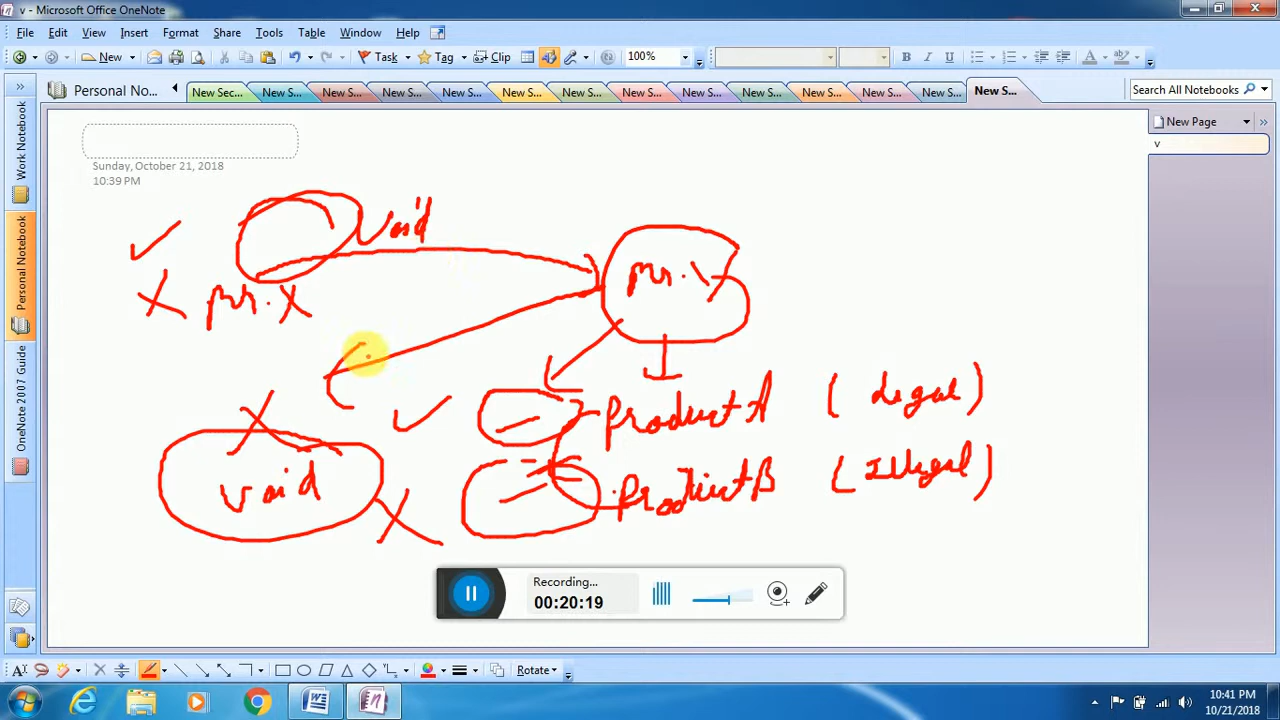 v - Microsoft Office OneNote
File Edit View Insert Format Share Tools Table Window Help
New Task Tag Clip 100%
Personal No... New Sec... New S... New S... New S... New S... New S... New S... New S... New S... New S... New S... New S... New S... New S... Search All Notebooks
Work Notebook
Personal Notebook
OneNote 2007 Guide
New Page
v
Sunday, October 21, 2018
10:39 PM
Void
Mr. X
Mr. Y
Product A (Legal)
Void
Product B (Illegal)
Recording...
00:20:19
Rotate
10:41 PM
10/21/2018